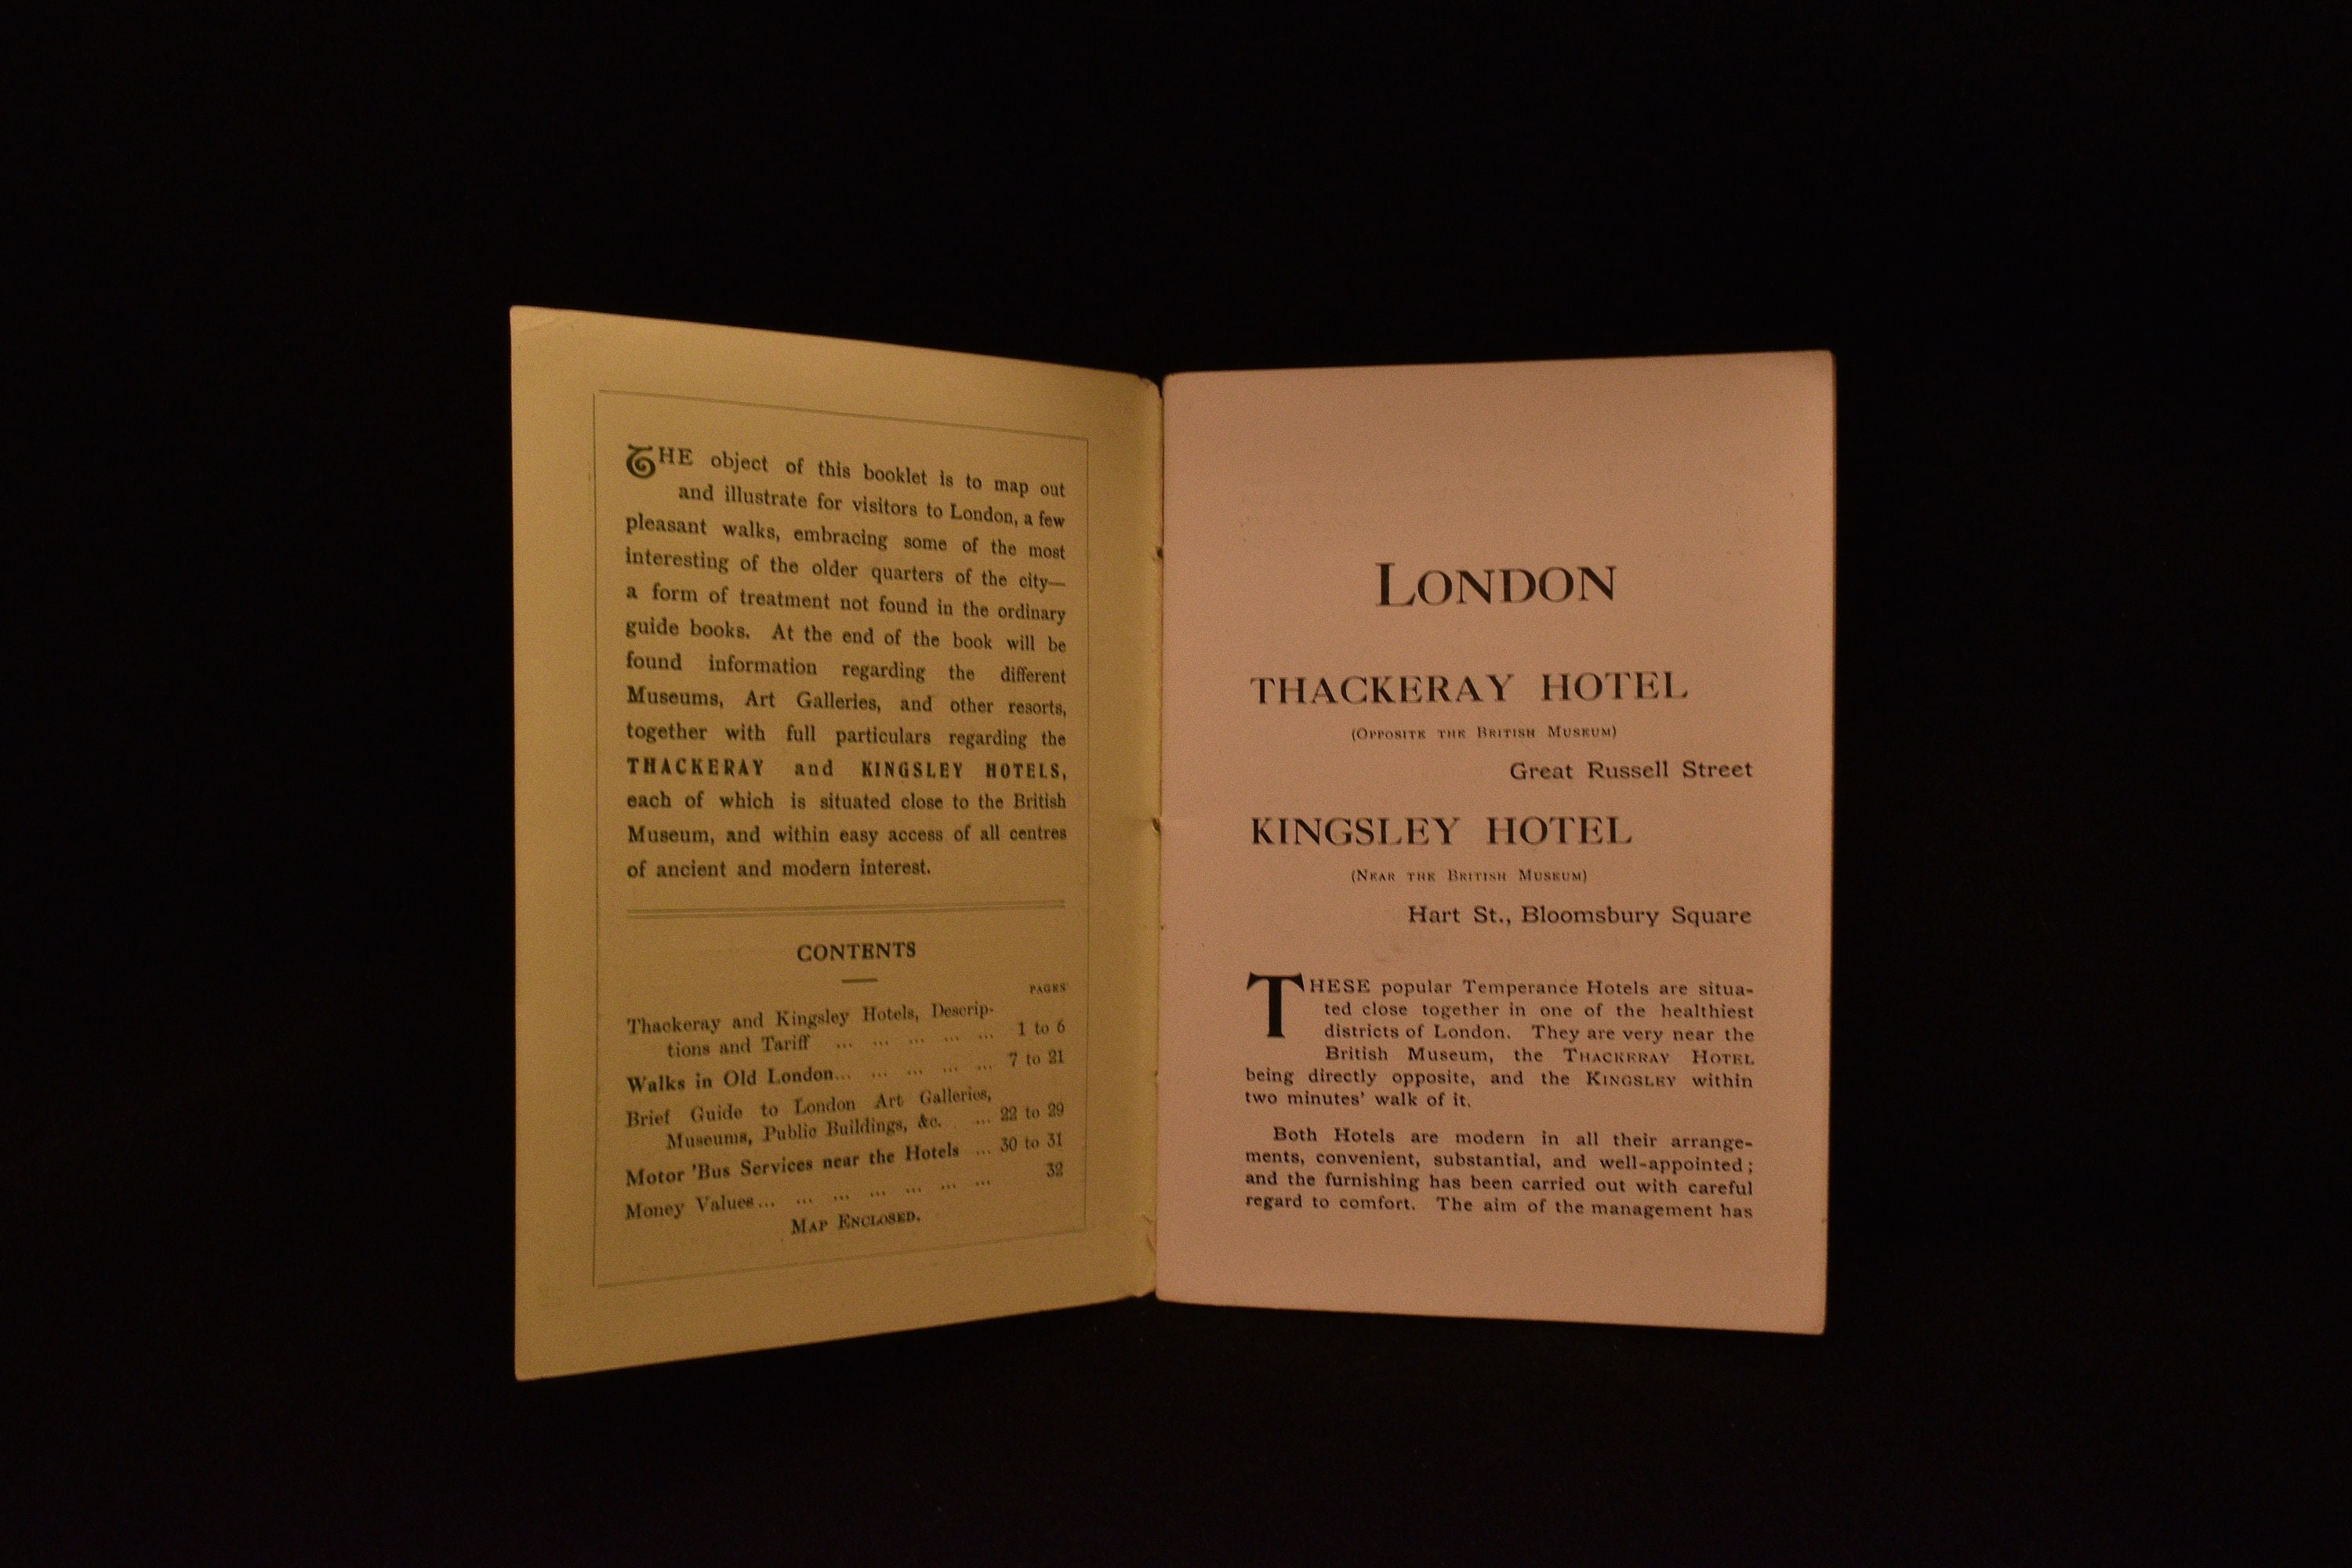 THE object of this booklet is to map out
and illustrate for visitors to London, a few
pleasant walks, embracing some of the most
interesting of the older quarters of the city—
a form of treatment not found in the ordinary
guide books. At the end of the book will be
found information regarding the different
Museums, Art Galleries, and other resorts,
together with full particulars regarding the
THACKERAY and KINGSLEY HOTELS,
each of which is situated close to the British
Museum, and within easy access of all centres
of ancient and modern interest.
CONTENTS
PAGES
Thackeray and Kingsley Hotels, Descrip-
tions and Tariff ... ... ... ... ... 1 to 6
Walks in Old London... ... ... ... ... 7 to 21
Brief Guide to London Art Galleries,
Museums, Public Buildings, &c. ... 22 to 29
Motor 'Bus Services near the Hotels ... 30 to 31
Money Values... ... ... ... ... ... ... 32
MAP ENCLOSED.
LONDON
THACKERAY HOTEL
(OPPOSITE THE BRITISH MUSEUM)
Great Russell Street
KINGSLEY HOTEL
(NEAR THE BRITISH MUSEUM)
Hart St., Bloomsbury Square
THESE popular Temperance Hotels are situa-
ted close together in one of the healthiest
districts of London. They are very near the
British Museum, the THACKERAY HOTEL
being directly opposite, and the KINGSLEY within
two minutes' walk of it.
Both Hotels are modern in all their arrange-
ments, convenient, substantial, and well-appointed;
and the furnishing has been carried out with careful
regard to comfort. The aim of the management has